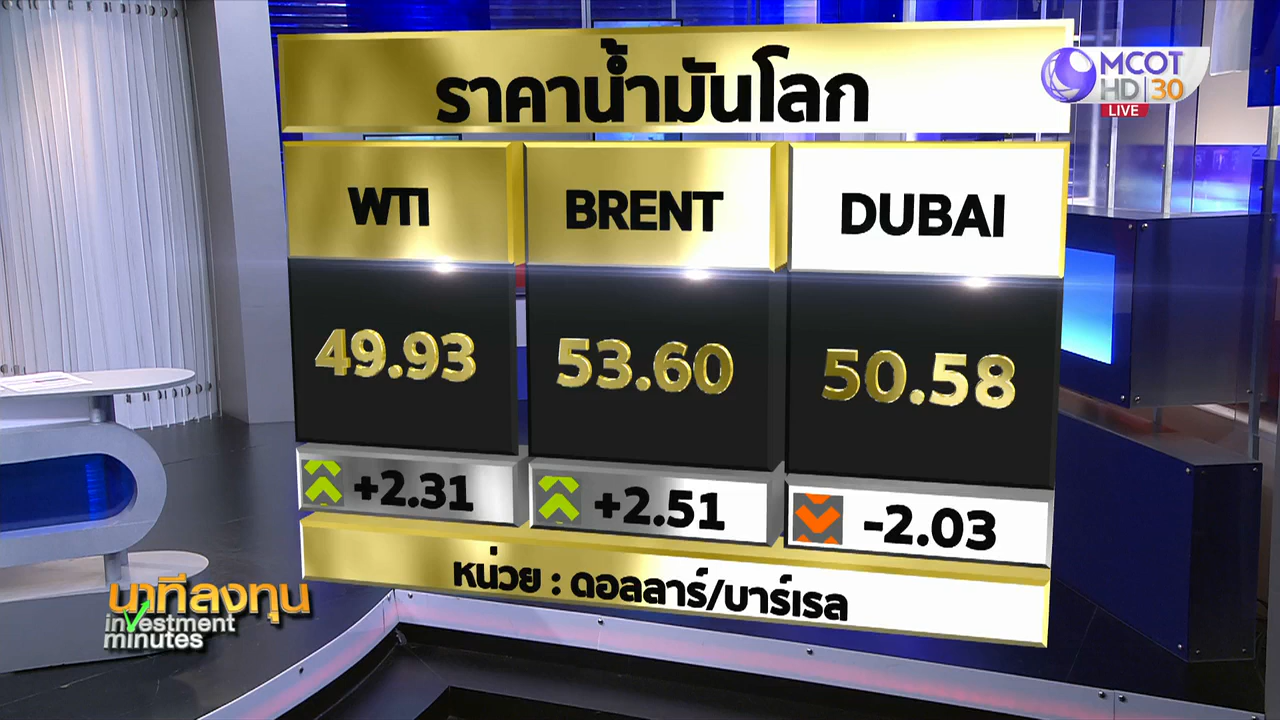 ราคาน้ำมันโลก
MCOT
HD 30
LIVE
WTI BRENT DUBAI
49.93 53.60 50.58
+2.31 +2.51 -2.03
หน่วย : ดอลลาร์/บาร์เรล
นาทีลงทุน
investment
minutes